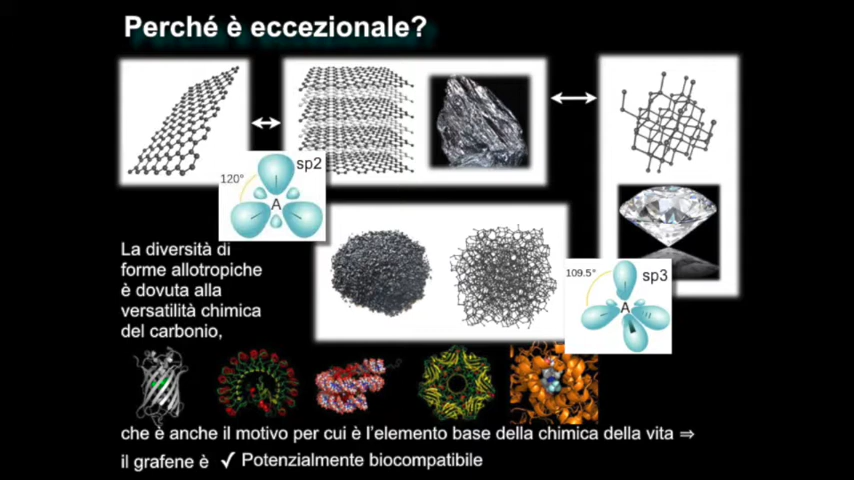 Perché è eccezionale?
sp2
120°
A
La diversità di
forme allotropiche
è dovuta alla
versatilità chimica
del carbonio,
109.5°
sp3
A
che è anche il motivo per cui è l'elemento base della chimica della vita ⇒
il grafene è ✓ Potenzialmente biocompatibile